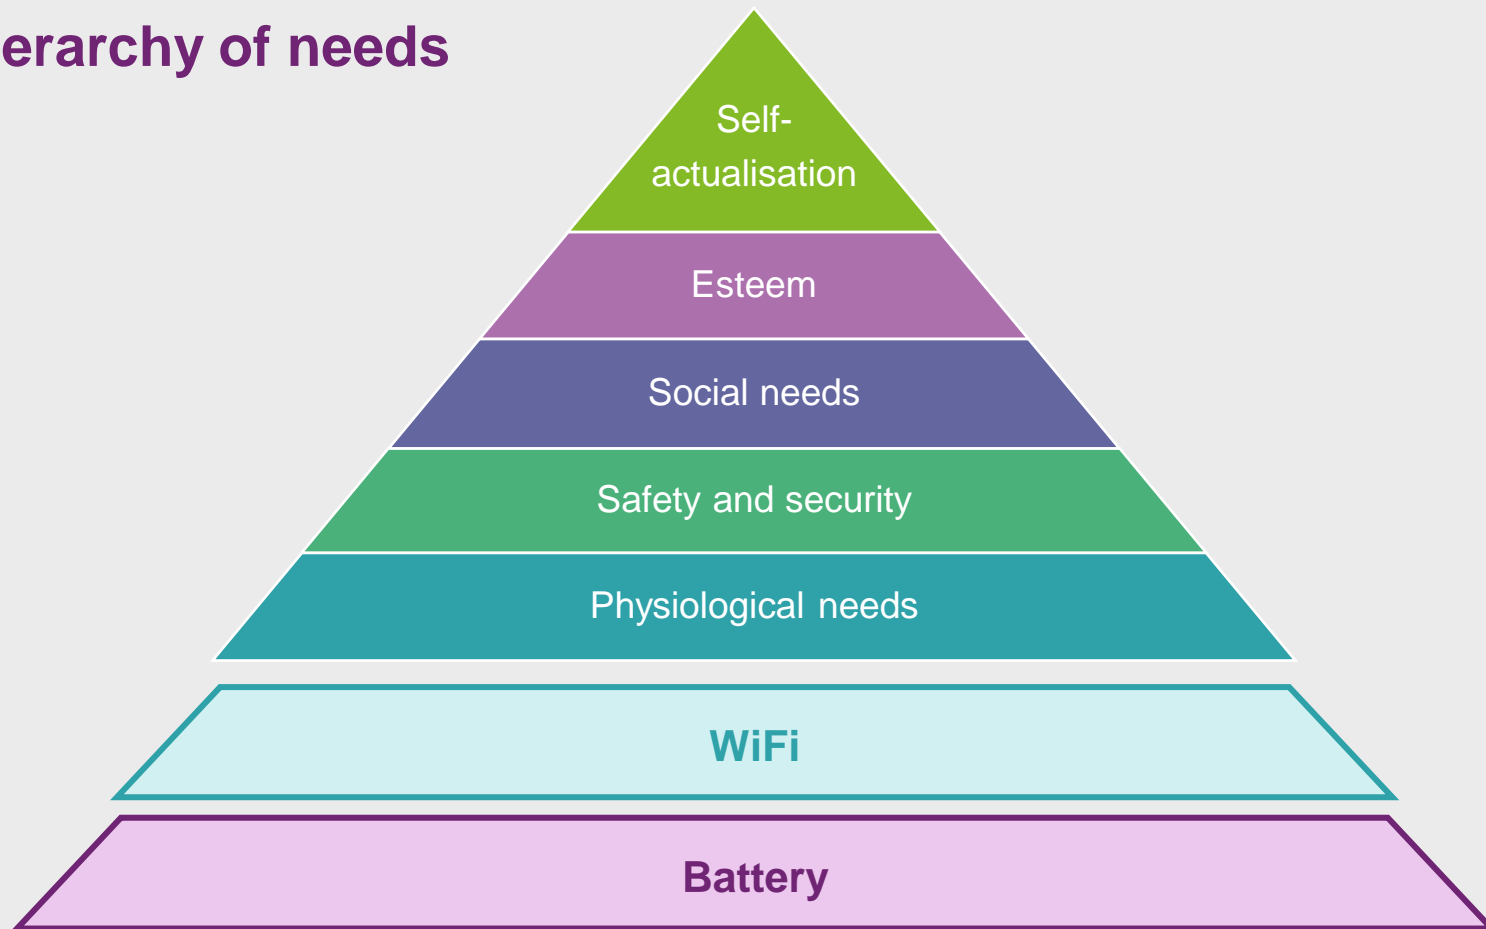 erarchy of needs
Self-
actualisation
Esteem
Social needs
Safety and security
Physiological needs
WiFi
Battery